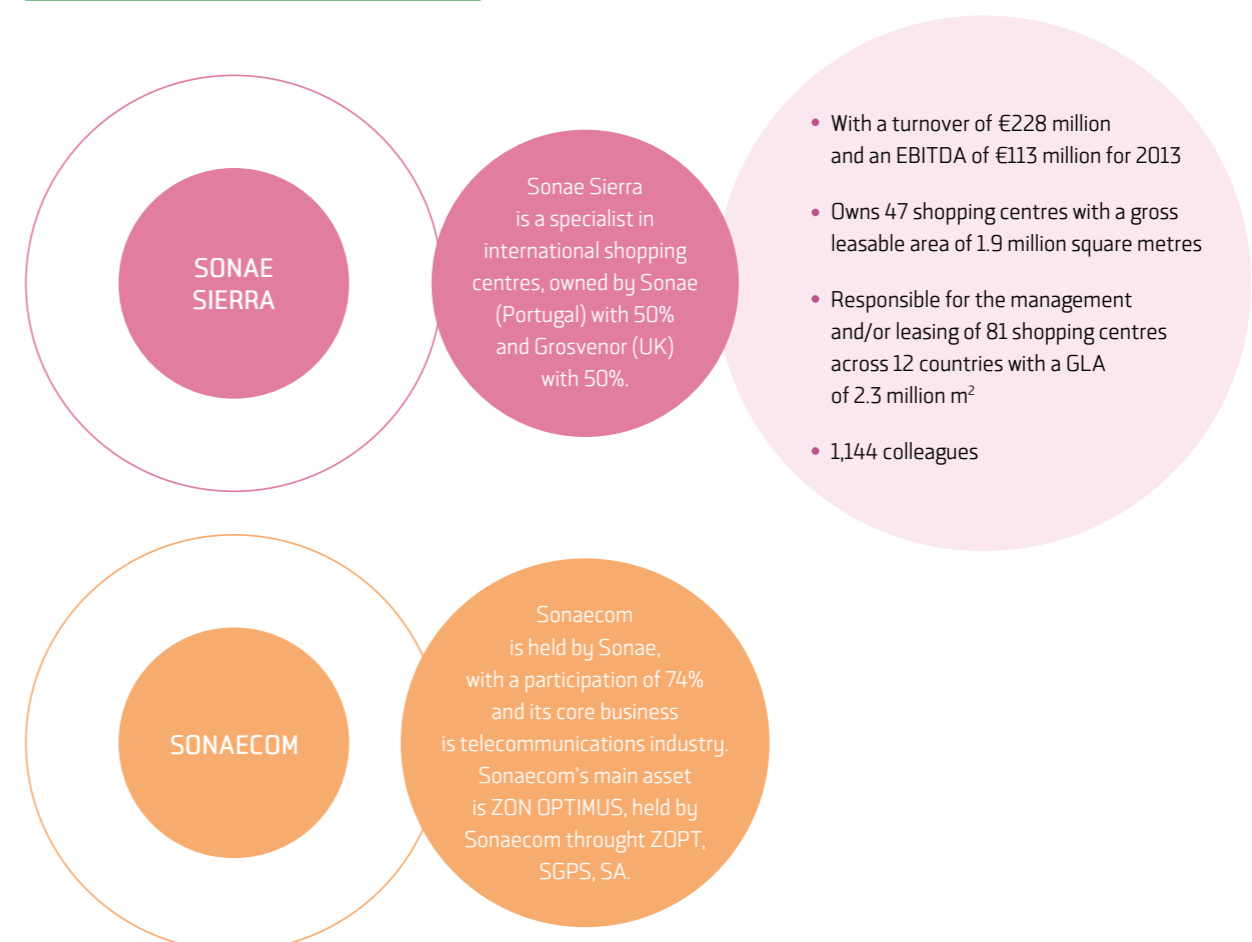 SONAE
SIERRA
Sonae Sierra
is a specialist in
international shopping
centres, owned by Sonae
(Portugal) with 50%
and Grosvenor (UK)
with 50%.
• With a turnover of €228 million
and an EBITDA of €113 million for 2013
• Owns 47 shopping centres with a gross
leasable area of 1.9 million square metres
• Responsible for the management
and/or leasing of 81 shopping centres
across 12 countries with a GLA
of 2.3 million m²
• 1,144 colleagues
SONAECOM
Sonaecom
is held by Sonae,
with a participation of 74%
and its core business
is telecommunications industry.
Sonaecom's main asset
is ZON OPTIMUS, held by
Sonaecom throught ZOPT,
SGPS, SA.